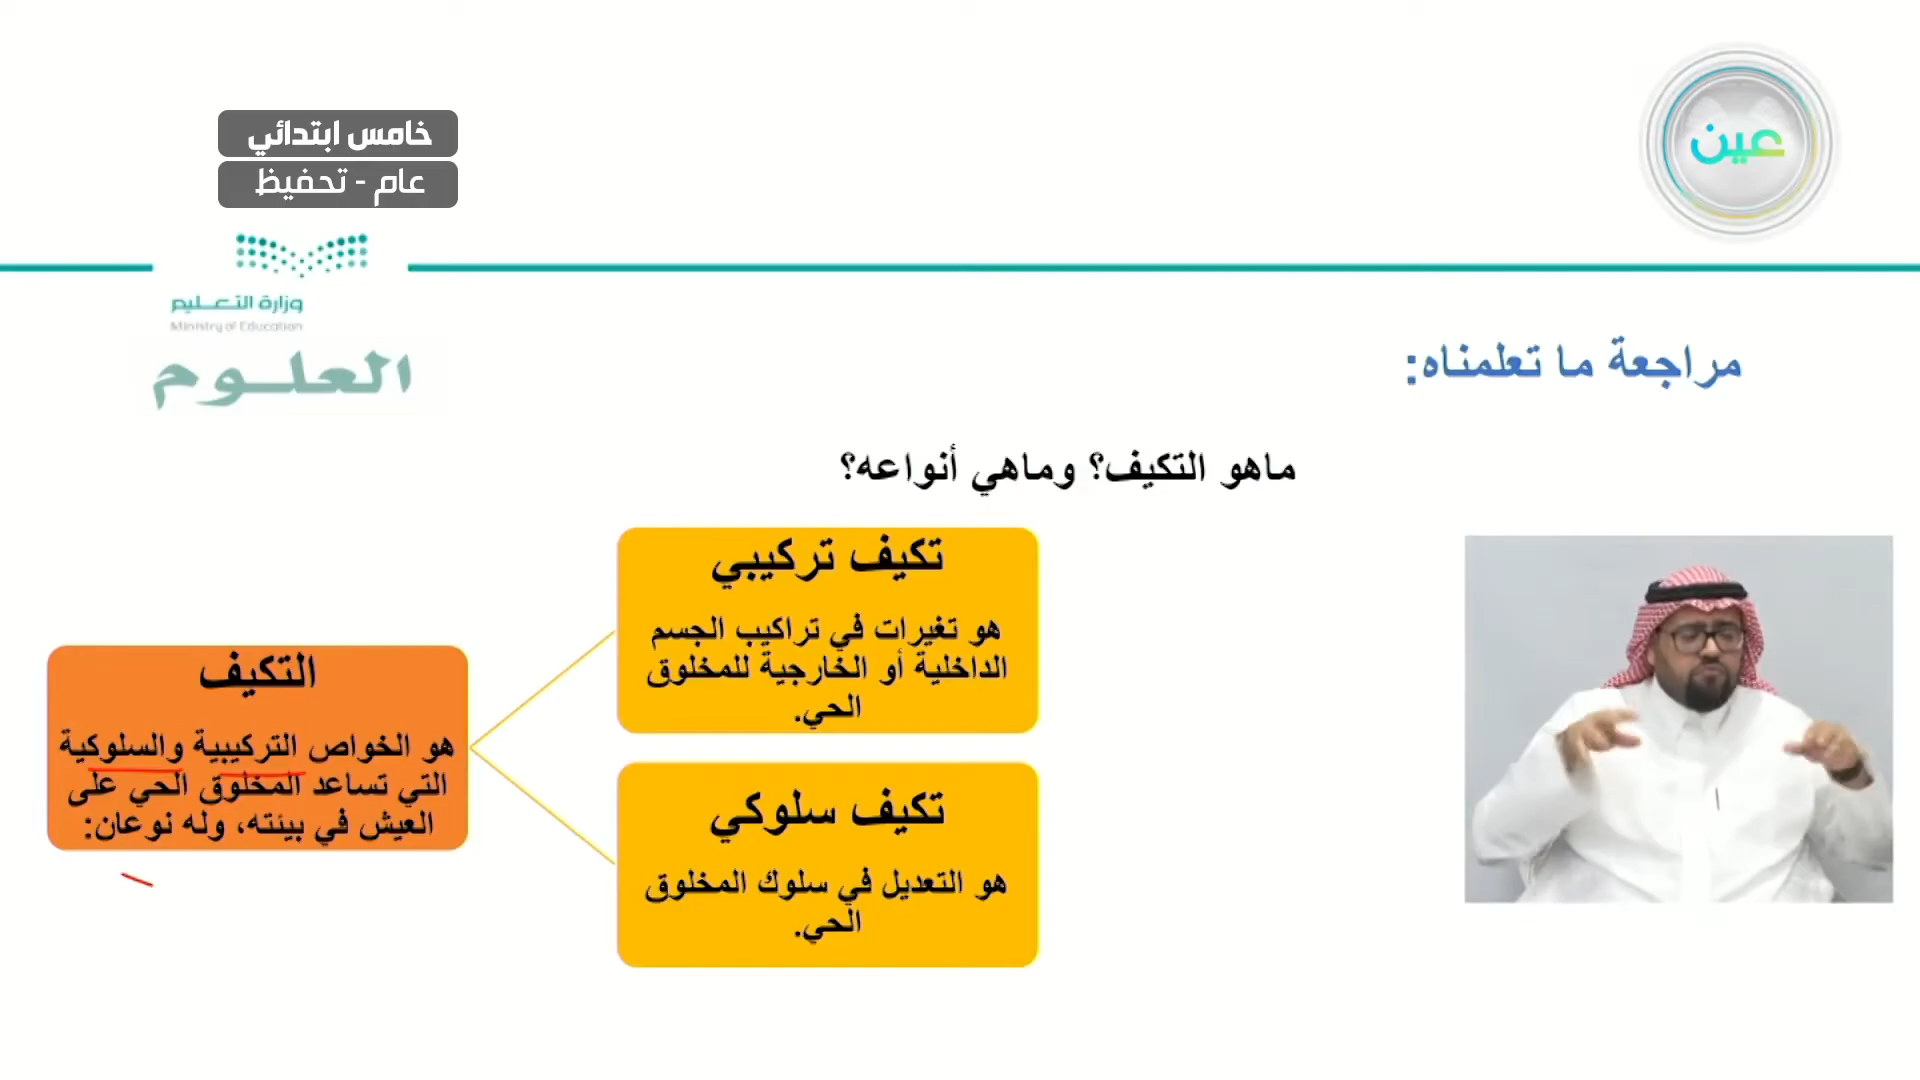 خامس ابتدائي
عام - تحفيظ
عين
وزارة التعليم
Ministry of Education
العلوم
مراجعة ما تعلمناه:
ماهو التكيف؟ وماهي أنواعه؟
التكيف
هو الخواص التركيبية والسلوكية
التي تساعد المخلوق الحي على
العيش في بيئته، وله نوعان:
تكيف تركيبي
هو تغيرات في تراكيب الجسم
الداخلية أو الخارجية للمخلوق
الحي.
تكيف سلوكي
هو التعديل في سلوك المخلوق
الحي.